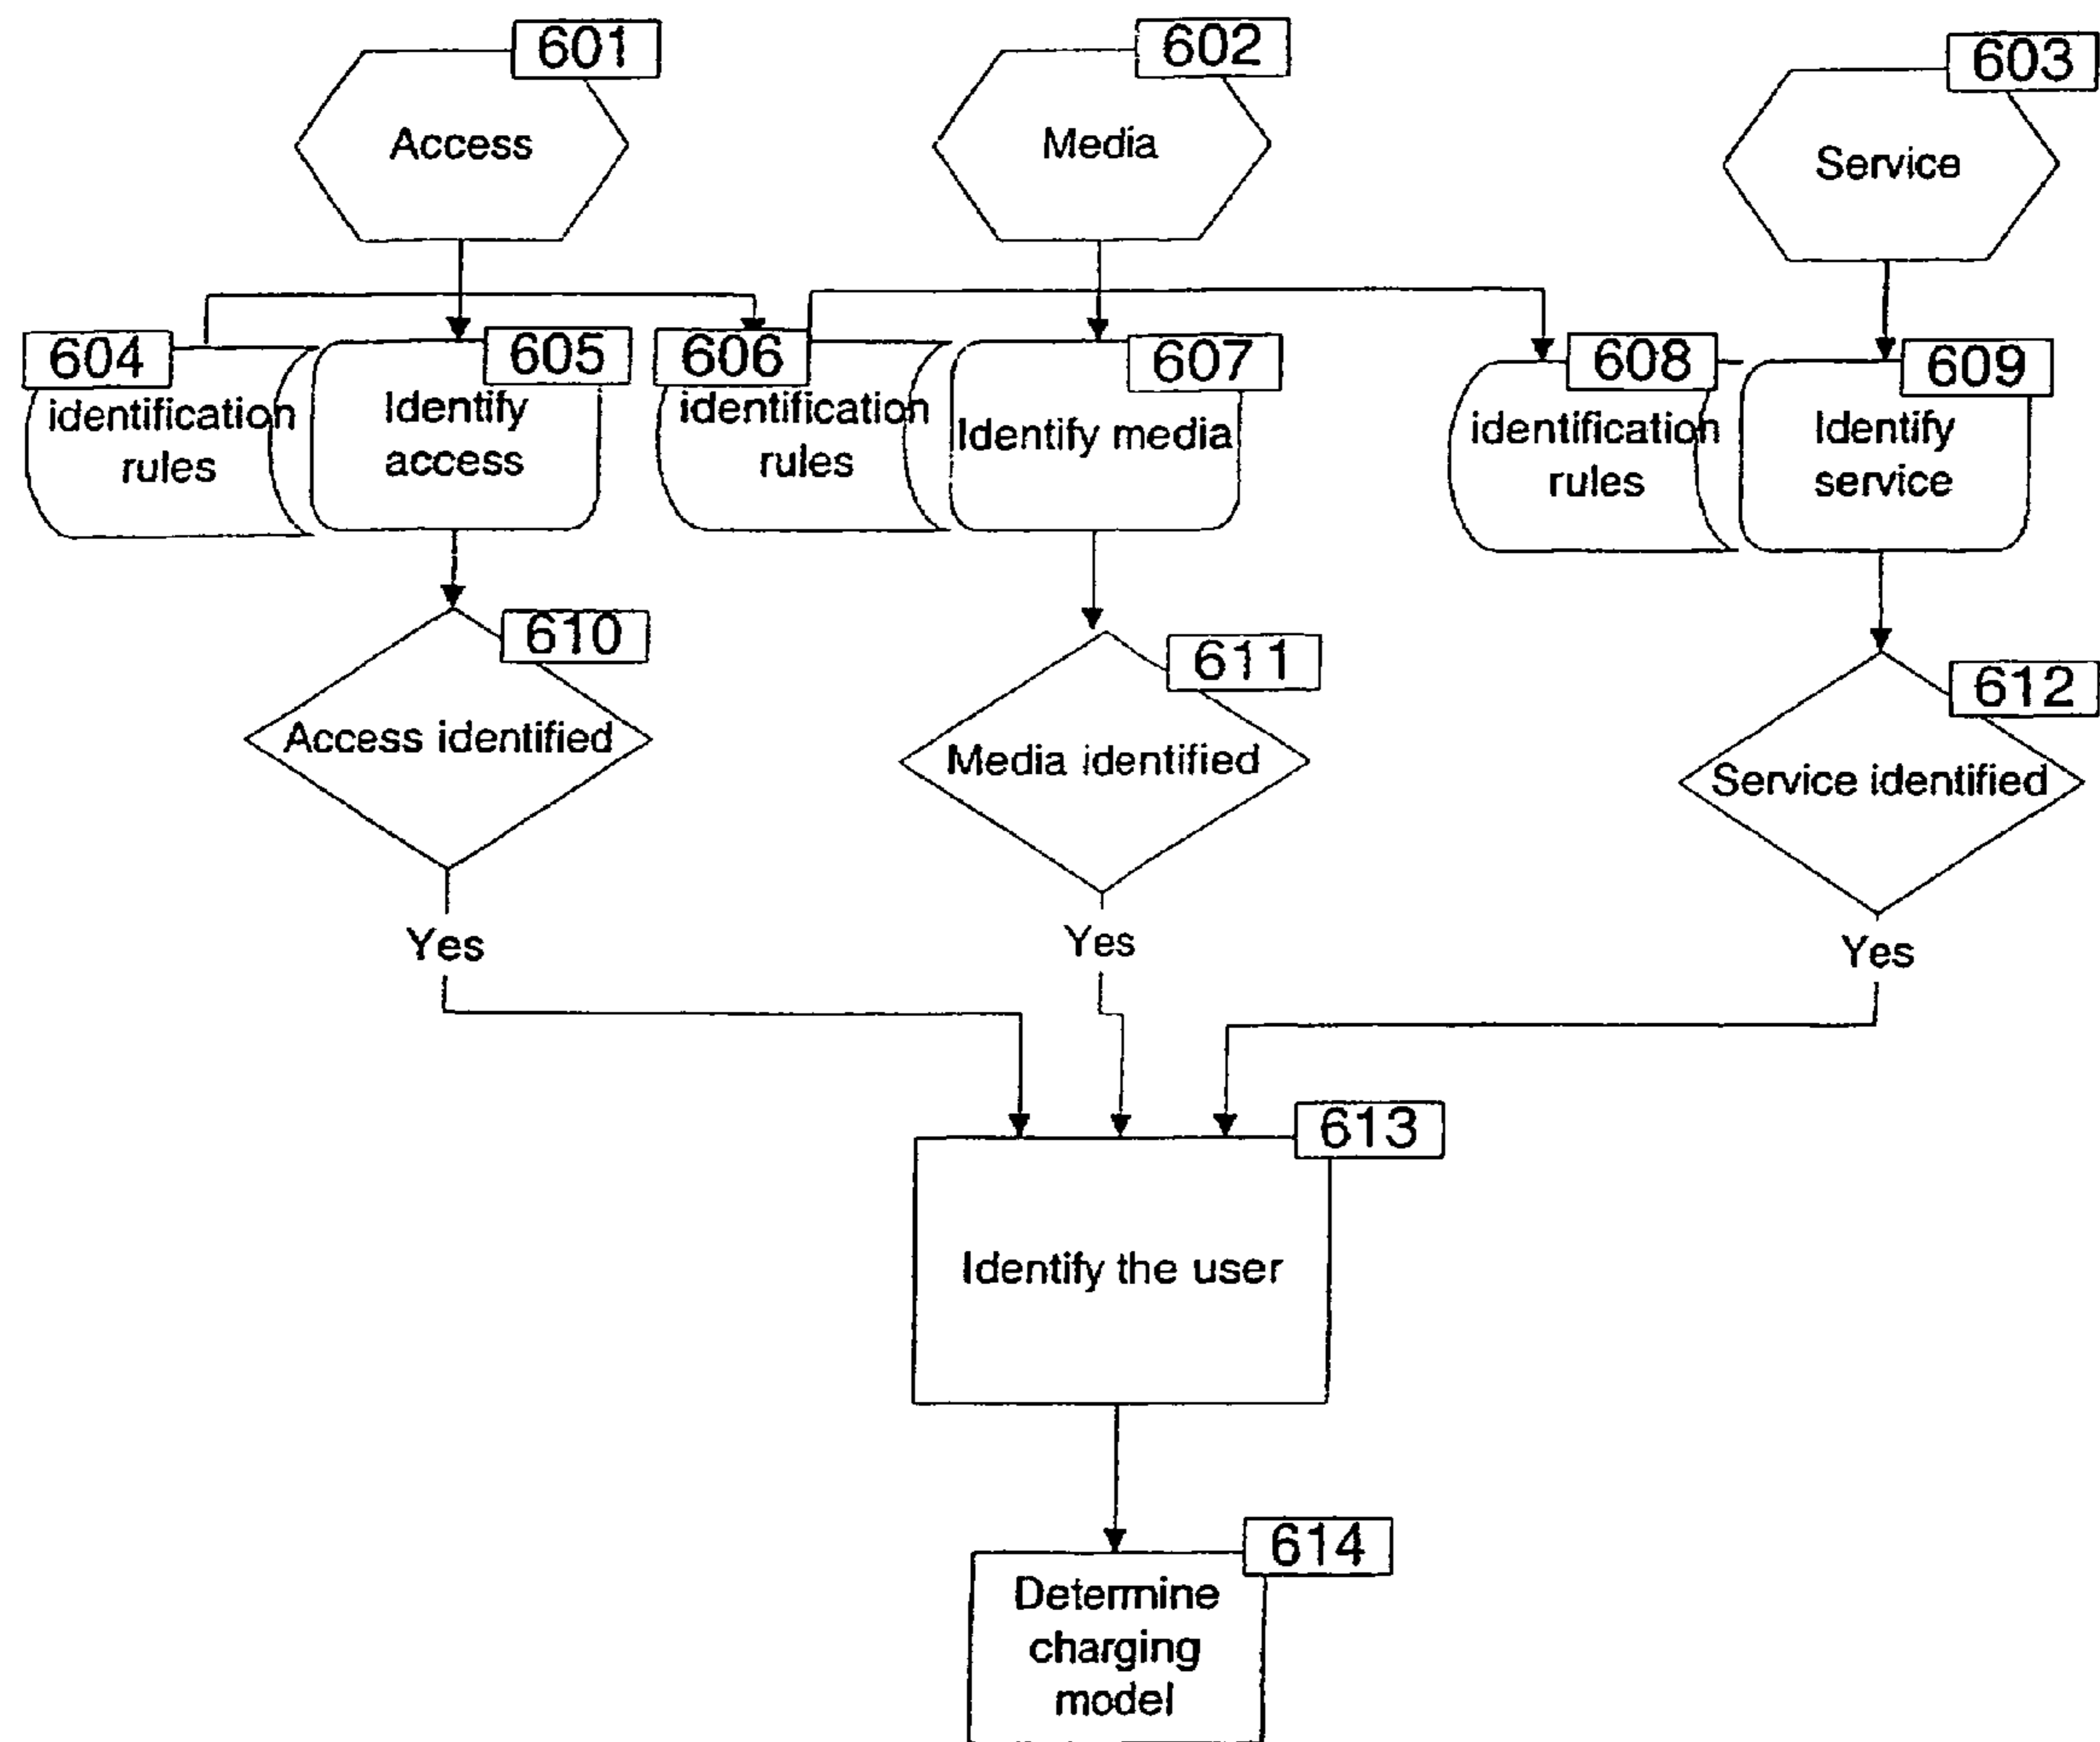 601
602
603
Access
Media
Service
604
605
606
607
608
609
identification
rules
Identify
access
identification
rules
Identify media
identification
rules
Identify
service
610
611
612
Access identified
Media identified
Service identified
Yes
Yes
Yes
613
Identify the user
614
Determine
charging
model